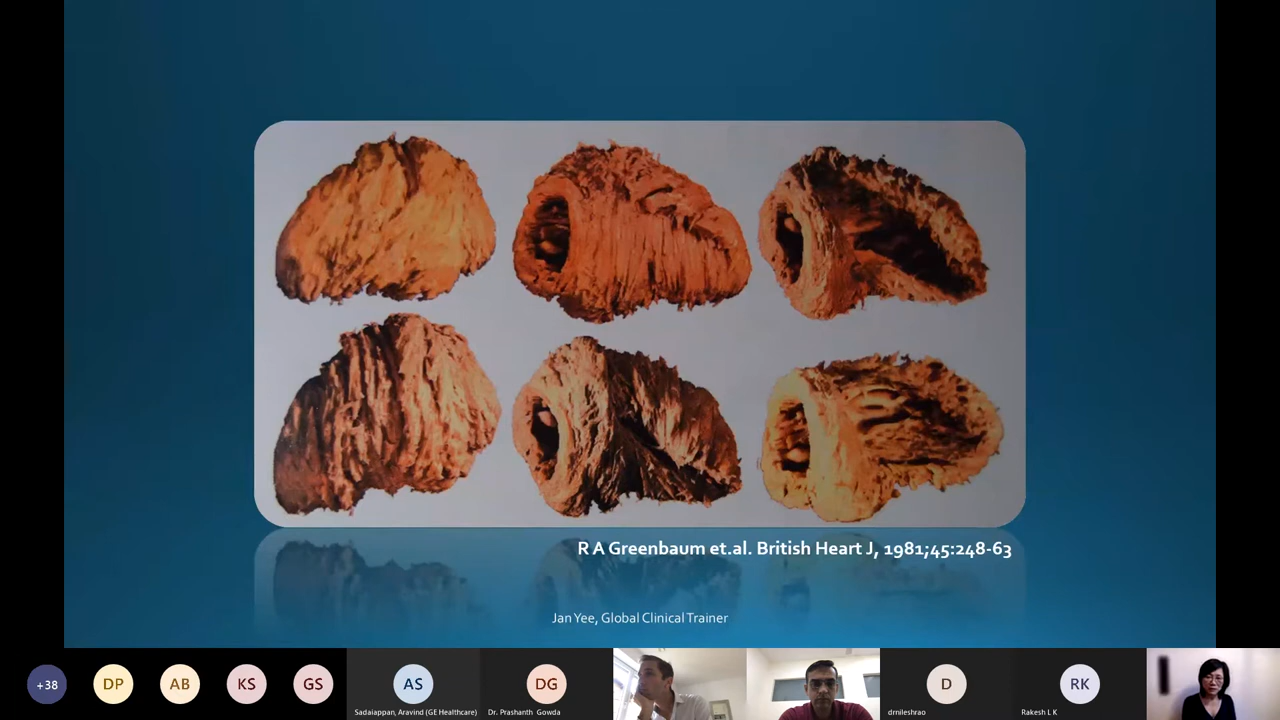 R A Greenbaum et.al. British Heart J, 1981;45:248-63
Jan Yee, Global Clinical Trainer
+38
DP
AB
KS
GS
AS
DG
D
RK
Sadaiappan, Aravind (GE Healthcare)
Dr. Prashanth Gowda
drnileshrao
Rakesh L K